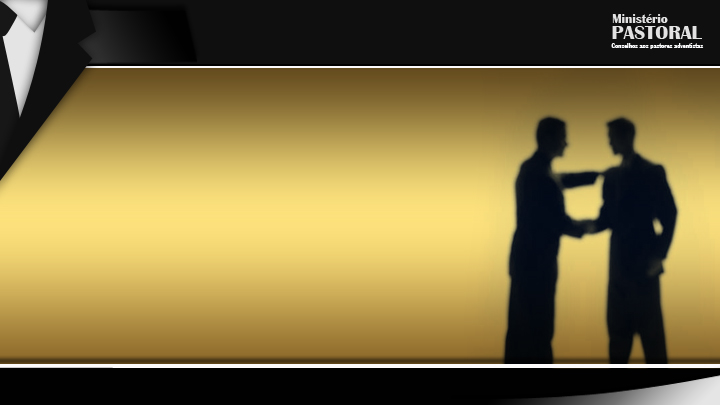 Ministério
PASTORAL
Conselhos aos pastores adventistas